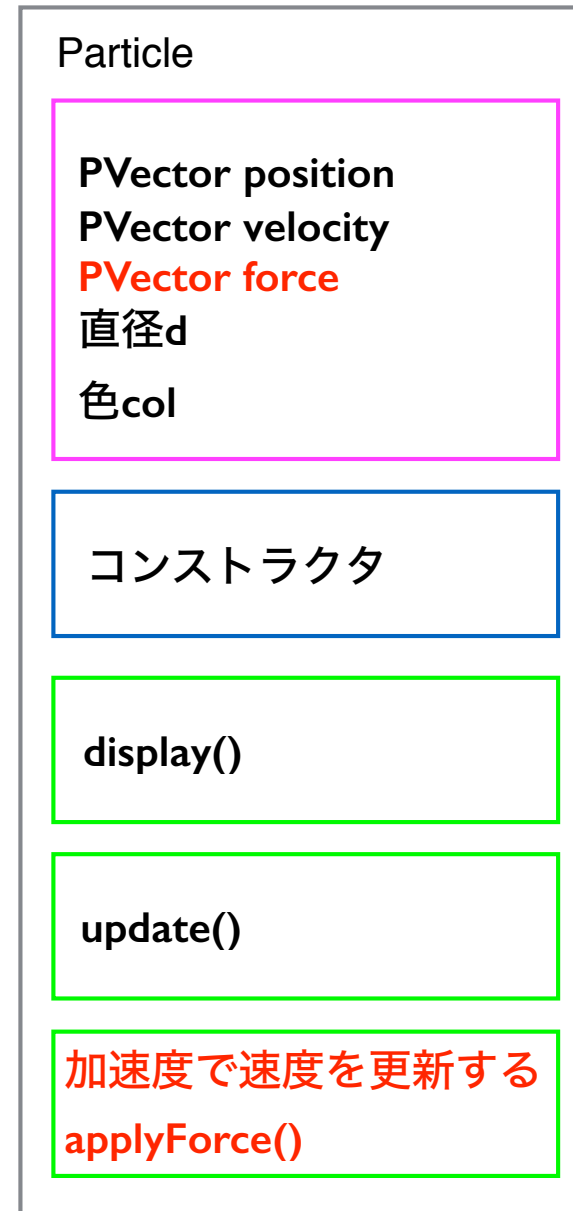 Particle
PVector position
PVector velocity
PVector force
直径d
色col
コンストラクタ
display()
update()
加速度で速度を更新する
applyForce()